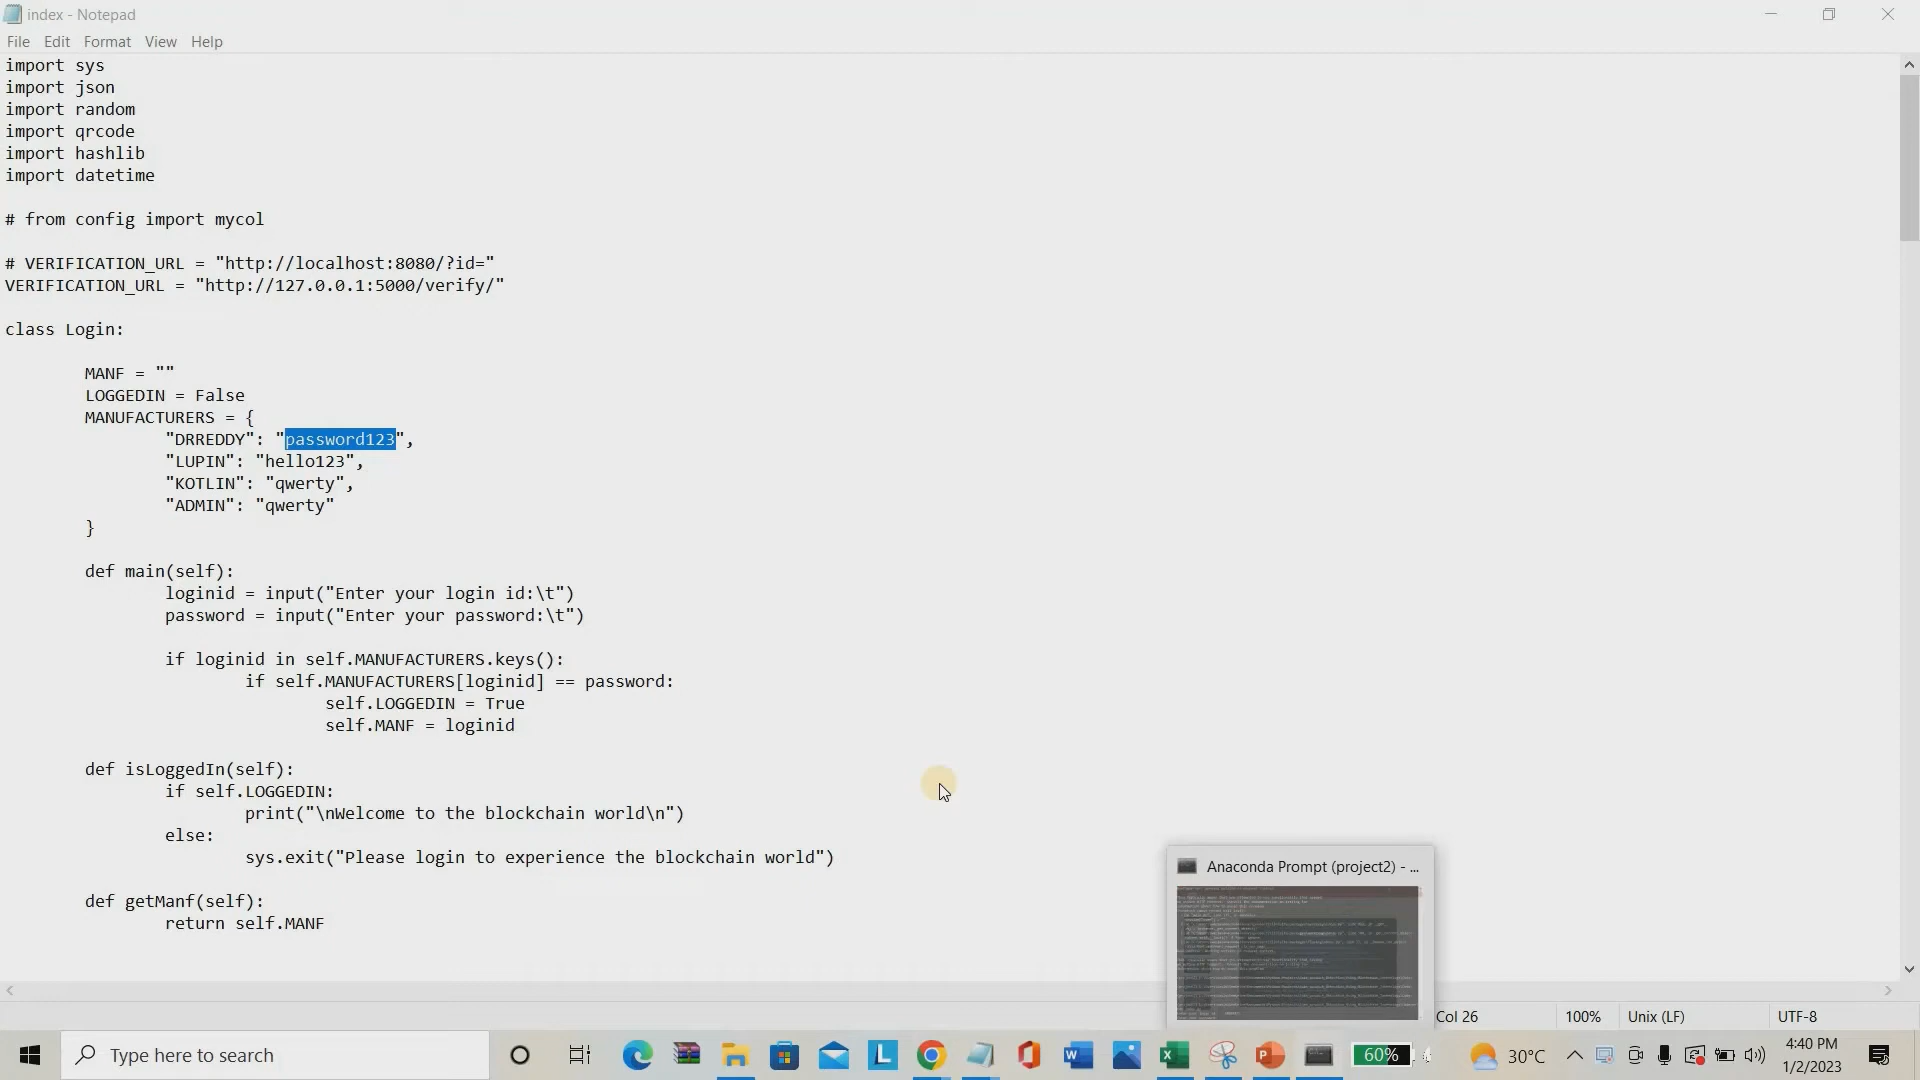 index - Notepad
File Edit Format View Help
import sys
import json
import random
import qrcode
import hashlib
import datetime
# from config import mycol
# VERIFICATION_URL = "http://localhost:8080/?id="
VERIFICATION_URL = "http://127.0.0.1:5000/verify/"
class Login:
MANF = ""
LOGGEDIN = False
MANUFACTURERS = {
"DRREDDY": "password123",
"LUPIN": "hello123",
"KOTLIN": "qwerty",
"ADMIN": "qwerty"
}
def main(self):
loginid = input("Enter your login id:\t")
password = input("Enter your password:\t")
if loginid in self.MANUFACTURERS.keys():
if self.MANUFACTURERS[loginid] == password:
self.LOGGEDIN = True
self.MANF = loginid
def isLoggedIn(self):
if self.LOGGEDIN:
print("\nWelcome to the blockchain world\n")
else:
sys.exit("Please login to experience the blockchain world")
def getManf(self):
return self.MANF
Anaconda Prompt (project2) - ...
Col 26 100% Unix (LF) UTF-8
Type here to search
60% 30°C 4:40 PM
1/2/2023